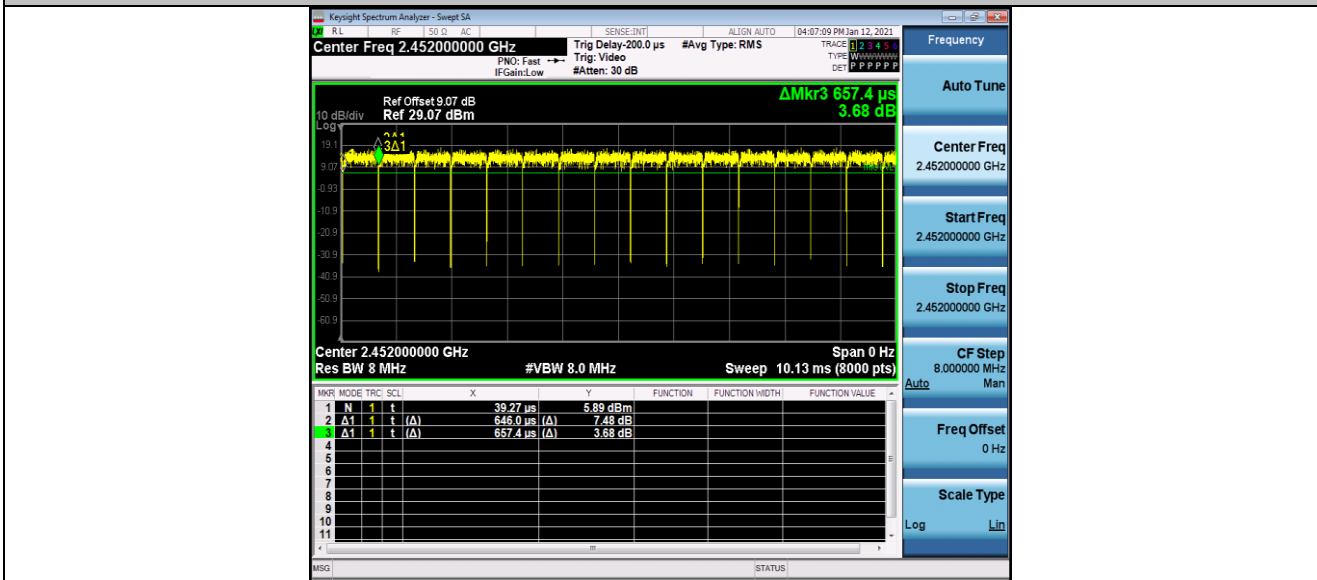 Keysight Spectrum Analyzer - Swept SA
RL RF 50 Ω AC SENSE:INT ALIGN AUTO 04:07:09 PM Jan 12, 2021
Center Freq 2.452000000 GHz
PNO: Fast
IFGain:Low
Trig Delay-200.0 µs
Trig: Video
#Atten: 30 dB
#Avg Type: RMS
TRACE 1 2 3 4 5 6
TYPE W
DET P P P P P P
Frequency
Auto Tune
Center Freq
2.452000000 GHz
Start Freq
2.452000000 GHz
Stop Freq
2.452000000 GHz
CF Step
8.000000 MHz
Auto Man
Freq Offset
0 Hz
Scale Type
Log Lin
ΔMkr3 657.4 µs
3.68 dB
Ref Offset 9.07 dB
10 dB/div Ref 29.07 dBm
Log
3Δ1
19.1
9.07
-0.93
-10.9
-20.9
-30.9
-40.9
-50.9
-60.9
Center 2.452000000 GHz Span 0 Hz
Res BW 8 MHz #VBW 8.0 MHz Sweep 10.13 ms (8000 pts)
MKR MODE TRC SCL X Y FUNCTION FUNCTION WIDTH FUNCTION VALUE
1 N 1 t 39.27 µs 5.89 dBm
2 Δ1 1 t (Δ) 646.0 µs (Δ) 7.48 dB
3 Δ1 1 t (Δ) 657.4 µs (Δ) 3.68 dB
4
5
6
7
8
9
10
11
MSG STATUS